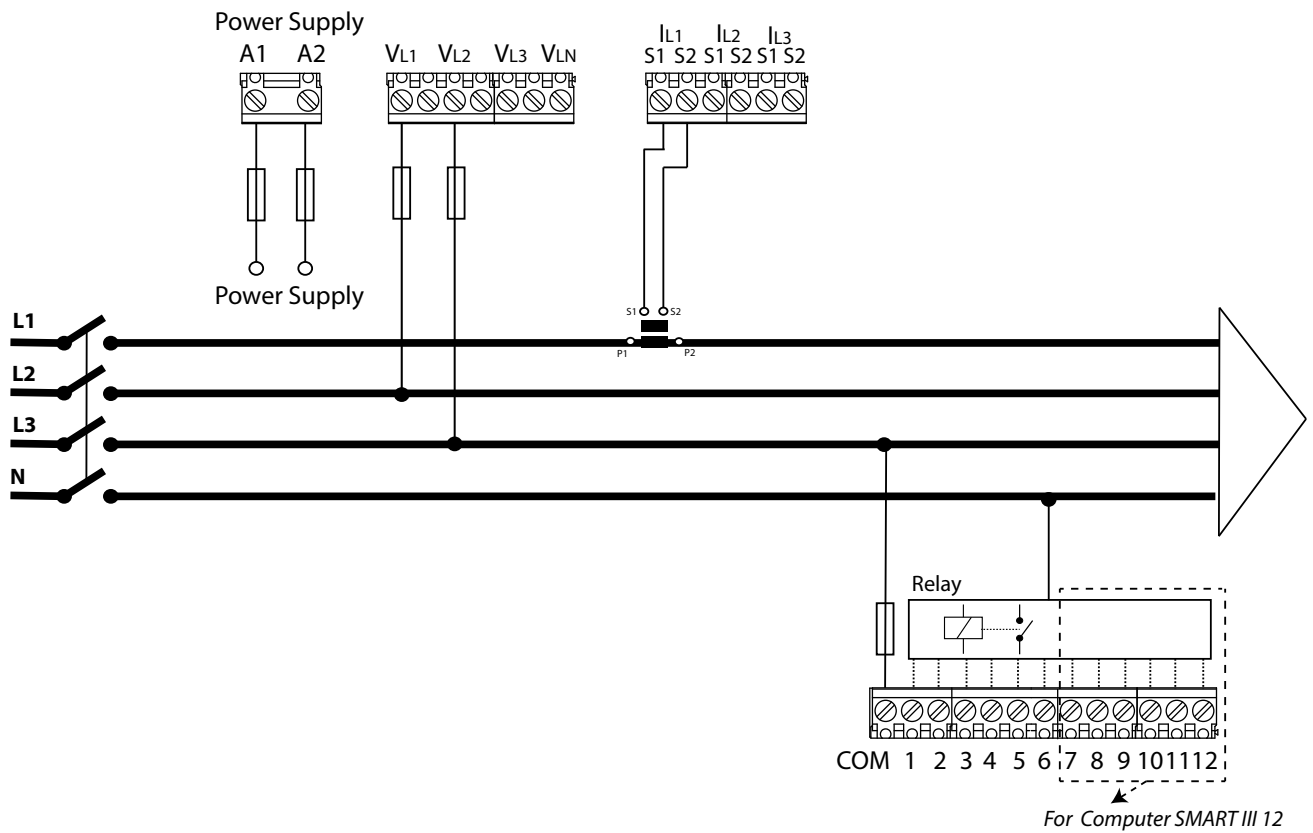 Power Supply
A1 A2
VL1 VL2 VL3 VLN
IL1 IL2 IL3
S1 S2 S1 S2 S1 S2
Power Supply
S1 S2
L1
P1 P2
L2
L3
N
Relay
COM 1 2 3 4 5 6 7 8 9 10 11 12
For Computer SMART III 12